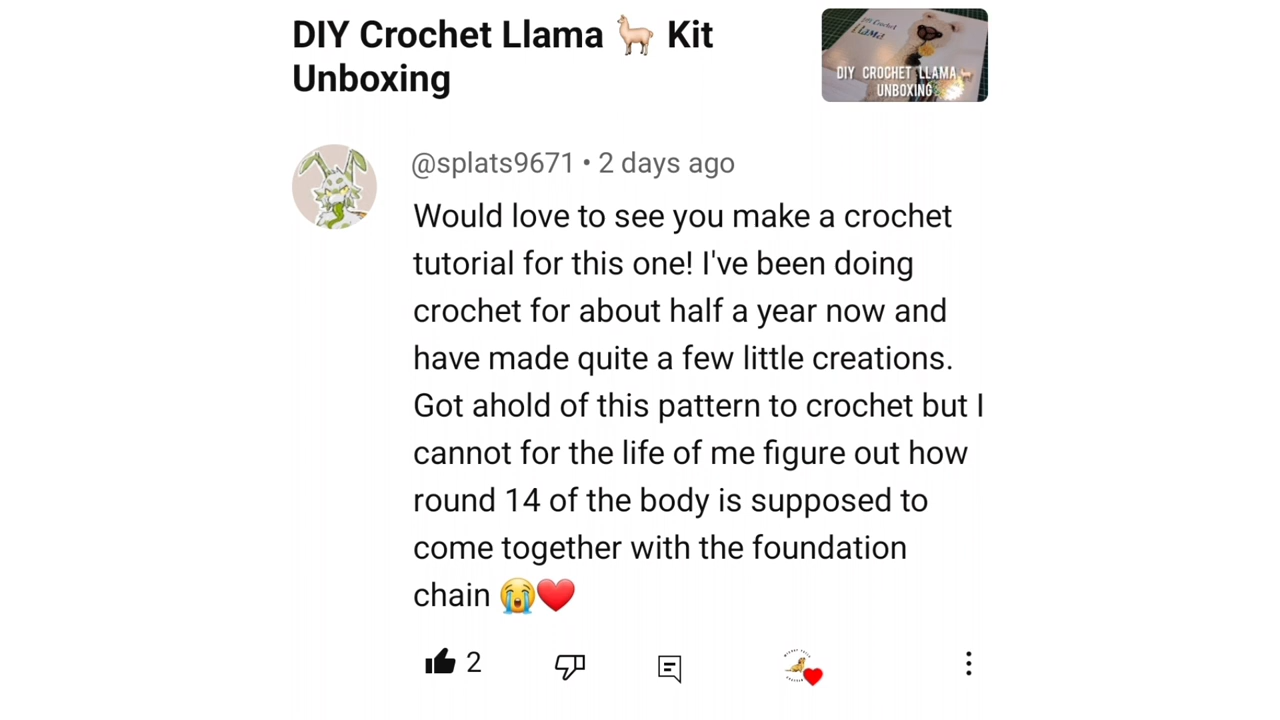 DIY Crochet Llama 🦙 Kit
Unboxing
DIY Crochet
Llama
DIY CROCHET LLAMA🦙
UNBOXING
@splats9671 • 2 days ago
Would love to see you make a crochet
tutorial for this one! I've been doing
crochet for about half a year now and
have made quite a few little creations.
Got ahold of this pattern to crochet but I
cannot for the life of me figure out how
round 14 of the body is supposed to
come together with the foundation
chain 😭❤️
2